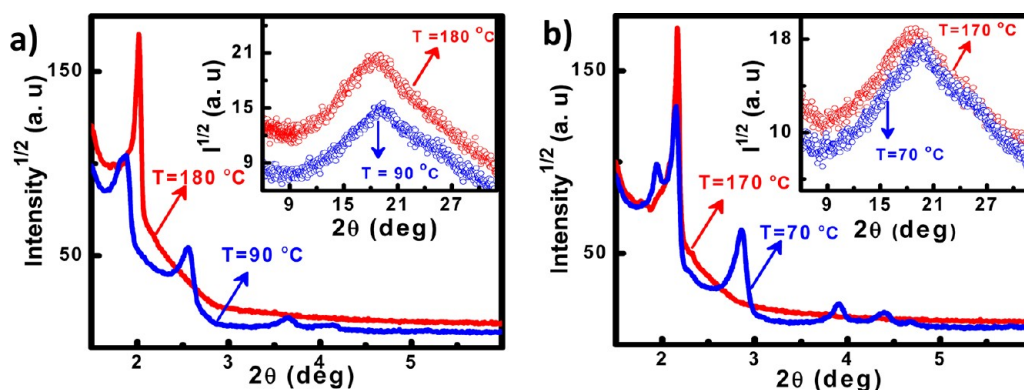 a)
Intensity1/2 (a. u)
150
50
2
3
4
5
2θ (deg)
T=180 °C
T=90 °C
I1/2 (a. u)
21
15
9
9
15
21
27
2θ (deg)
T =180 °C
T = 90 °C
b)
Intensity1/2 (a. u)
150
50
2
3
4
5
2θ (deg)
T=170 °C
T=70 °C
I1/2 (a. u)
18
10
9
15
21
27
2θ (deg)
T=170 °C
T=70 °C